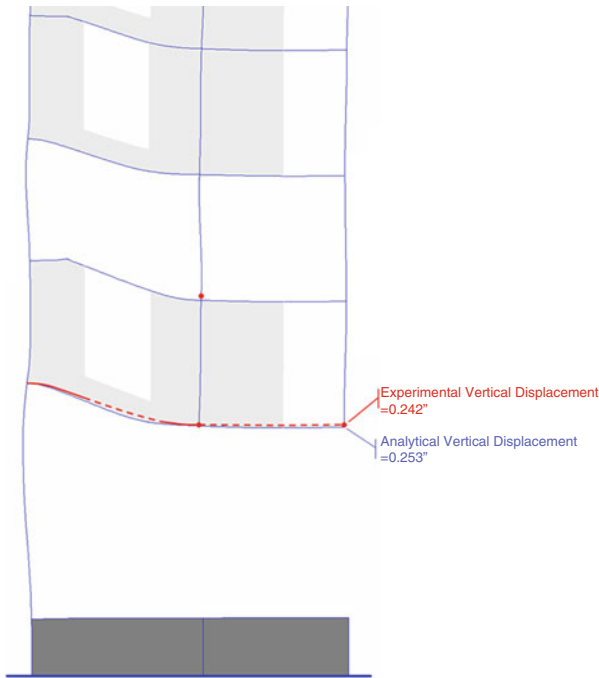 Experimental Vertical Displacement
=0.242”
Analytical Vertical Displacement
=0.253”